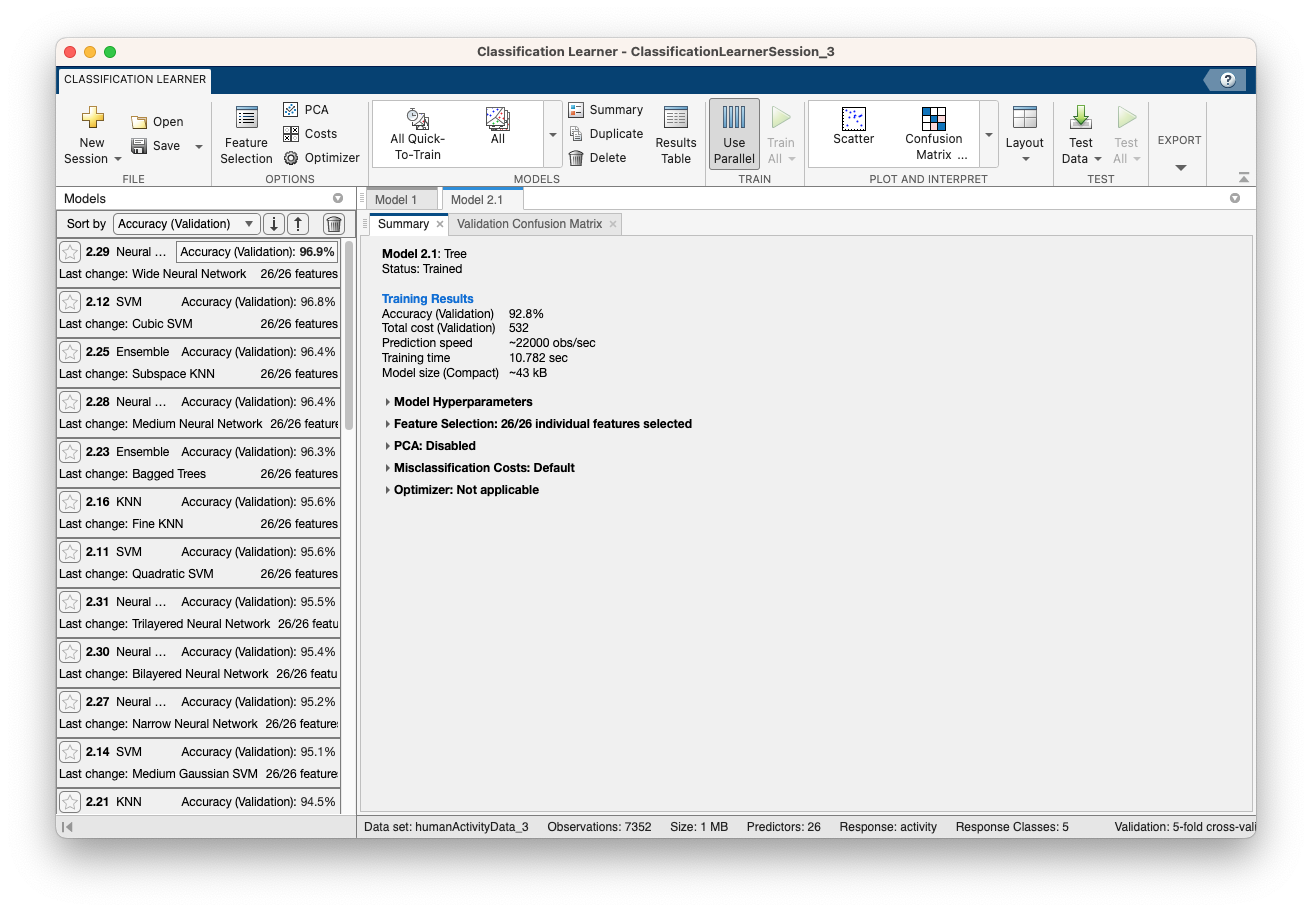 Classification Learner - ClassificationLearnerSession_3
CLASSIFICATION LEARNER
?
New Session
Open
Save
FILE
Feature Selection
PCA
Costs
Optimizer
OPTIONS
All Quick-To-Train
All
Summary
Duplicate
Delete
Results Table
MODELS
Use Parallel
Train All
TRAIN
Scatter
Confusion Matrix ...
Layout
PLOT AND INTERPRET
Test Data
Test All
TEST
EXPORT
Models
Sort by Accuracy (Validation)
2.29 Neural ... Accuracy (Validation): 96.9%
Last change: Wide Neural Network 26/26 features
2.12 SVM Accuracy (Validation): 96.8%
Last change: Cubic SVM 26/26 features
2.25 Ensemble Accuracy (Validation): 96.4%
Last change: Subspace KNN 26/26 features
2.28 Neural ... Accuracy (Validation): 96.4%
Last change: Medium Neural Network 26/26 feature
2.23 Ensemble Accuracy (Validation): 96.3%
Last change: Bagged Trees 26/26 features
2.16 KNN Accuracy (Validation): 95.6%
Last change: Fine KNN 26/26 features
2.11 SVM Accuracy (Validation): 95.6%
Last change: Quadratic SVM 26/26 features
2.31 Neural ... Accuracy (Validation): 95.5%
Last change: Trilayered Neural Network 26/26 featu
2.30 Neural ... Accuracy (Validation): 95.4%
Last change: Bilayered Neural Network 26/26 featu
2.27 Neural ... Accuracy (Validation): 95.2%
Last change: Narrow Neural Network 26/26 feature
2.14 SVM Accuracy (Validation): 95.1%
Last change: Medium Gaussian SVM 26/26 feature
2.21 KNN Accuracy (Validation): 94.5%
Model 1
Model 2.1
Summary
Validation Confusion Matrix
Model 2.1: Tree
Status: Trained
Training Results
Accuracy (Validation) 92.8%
Total cost (Validation) 532
Prediction speed ~22000 obs/sec
Training time 10.782 sec
Model size (Compact) ~43 kB
Model Hyperparameters
Feature Selection: 26/26 individual features selected
PCA: Disabled
Misclassification Costs: Default
Optimizer: Not applicable
Data set: humanActivityData_3 Observations: 7352 Size: 1 MB Predictors: 26 Response: activity Response Classes: 5 Validation: 5-fold cross-vali